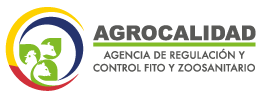 AGROCALIDAD
AGENCIA DE REGULACIÓN Y
CONTROL FITO Y ZOOSANITARIO